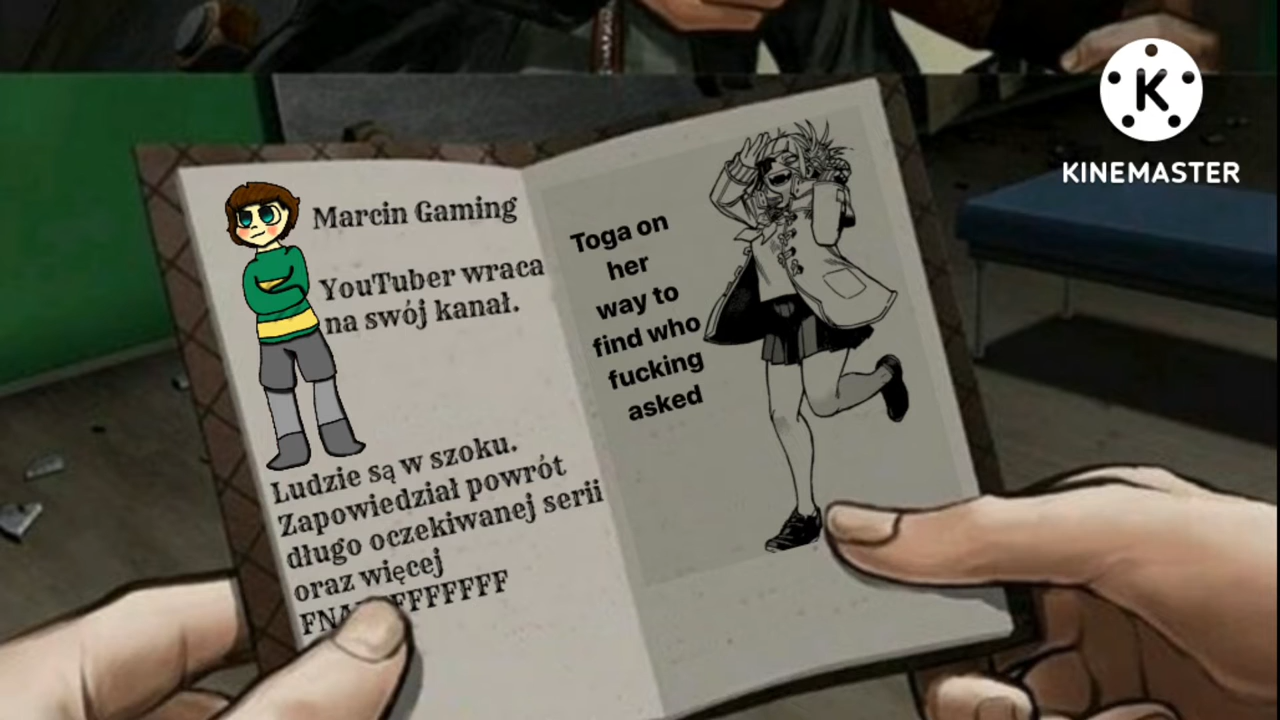 Marcin Gaming
YouTuber wraca
na swój kanał.
Ludzie są w szoku.
Zapowiedział powrót
długo oczekiwanej serii
oraz więcej
Toga on
her
way to
find who
fucking
asked
K
KINEMASTER